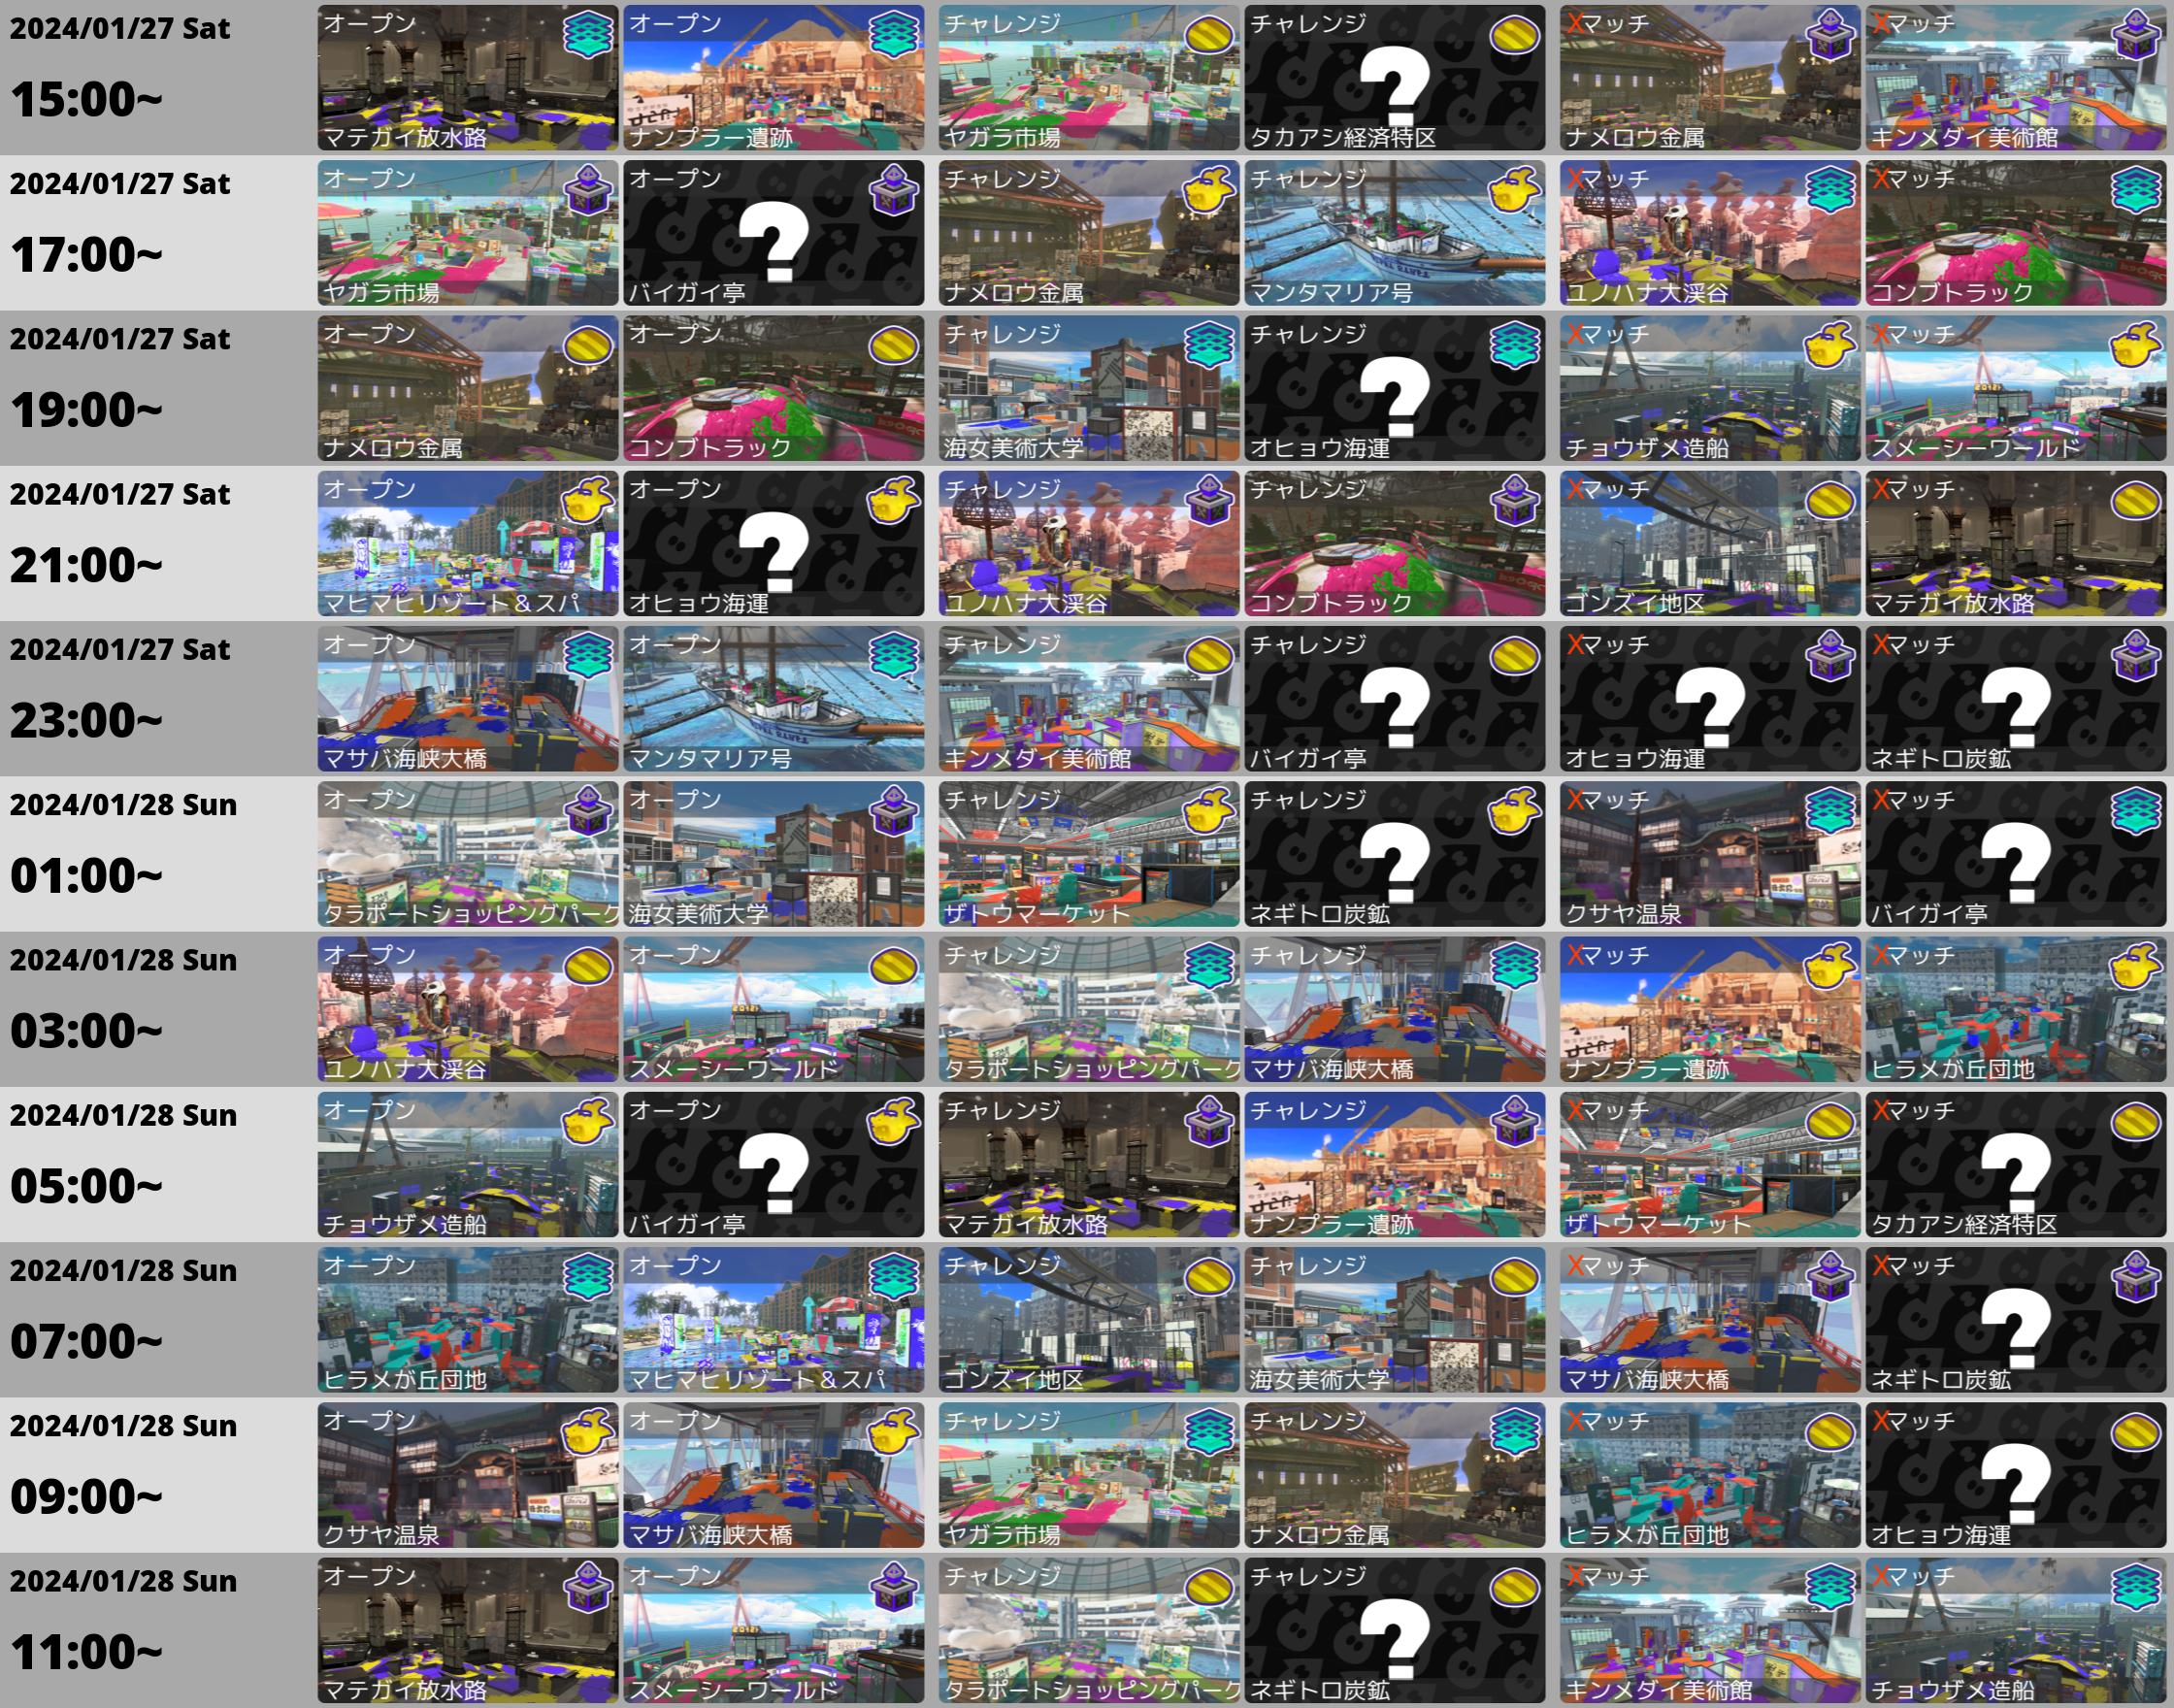 2024/01/27 Sat
15:00~
オープン
マテガイ放水路
オープン
ナンプラー遺跡
チャレンジ
ヤガラ市場
チャレンジ
?
タカアシ経済特区
Xマッチ
ナメロウ金属
Xマッチ
キンメダイ美術館
2024/01/27 Sat
17:00~
オープン
ヤガラ市場
オープン
?
バイガイ亭
チャレンジ
ナメロウ金属
チャレンジ
マンタマリア号
Xマッチ
ユノハナ大渓谷
Xマッチ
コンブトラック
2024/01/27 Sat
19:00~
オープン
ナメロウ金属
オープン
コンブトラック
チャレンジ
海女美術大学
チャレンジ
?
オヒョウ海運
Xマッチ
チョウザメ造船
Xマッチ
スメーシーワールド
2024/01/27 Sat
21:00~
オープン
マヒマヒリゾート&スパ
オープン
?
オヒョウ海運
チャレンジ
ユノハナ大渓谷
チャレンジ
コンブトラック
Xマッチ
ゴンズイ地区
Xマッチ
マテガイ放水路
2024/01/27 Sat
23:00~
オープン
マサバ海峡大橋
オープン
マンタマリア号
チャレンジ
キンメダイ美術館
チャレンジ
?
バイガイ亭
Xマッチ
?
オヒョウ海運
Xマッチ
?
ネギトロ炭鉱
2024/01/28 Sun
01:00~
オープン
タラポートショッピングパーク
オープン
海女美術大学
チャレンジ
ザトウマーケット
チャレンジ
?
ネギトロ炭鉱
Xマッチ
クサヤ温泉
Xマッチ
?
バイガイ亭
2024/01/28 Sun
03:00~
オープン
ユノハナ大渓谷
オープン
スメーシーワールド
チャレンジ
タラポートショッピングパーク
チャレンジ
マサバ海峡大橋
Xマッチ
ナンプラー遺跡
Xマッチ
ヒラメが丘団地
2024/01/28 Sun
05:00~
オープン
チョウザメ造船
オープン
?
バイガイ亭
チャレンジ
マテガイ放水路
チャレンジ
ナンプラー遺跡
Xマッチ
ザトウマーケット
Xマッチ
?
タカアシ経済特区
2024/01/28 Sun
07:00~
オープン
ヒラメが丘団地
オープン
マヒマヒリゾート&スパ
チャレンジ
ゴンズイ地区
チャレンジ
海女美術大学
Xマッチ
マサバ海峡大橋
Xマッチ
?
ネギトロ炭鉱
2024/01/28 Sun
09:00~
オープン
クサヤ温泉
オープン
マサバ海峡大橋
チャレンジ
ヤガラ市場
チャレンジ
ナメロウ金属
Xマッチ
ヒラメが丘団地
Xマッチ
?
オヒョウ海運
2024/01/28 Sun
11:00~
オープン
マテガイ放水路
オープン
スメーシーワールド
チャレンジ
タラポートショッピングパーク
チャレンジ
?
ネギトロ炭鉱
Xマッチ
キンメダイ美術館
Xマッチ
チョウザメ造船